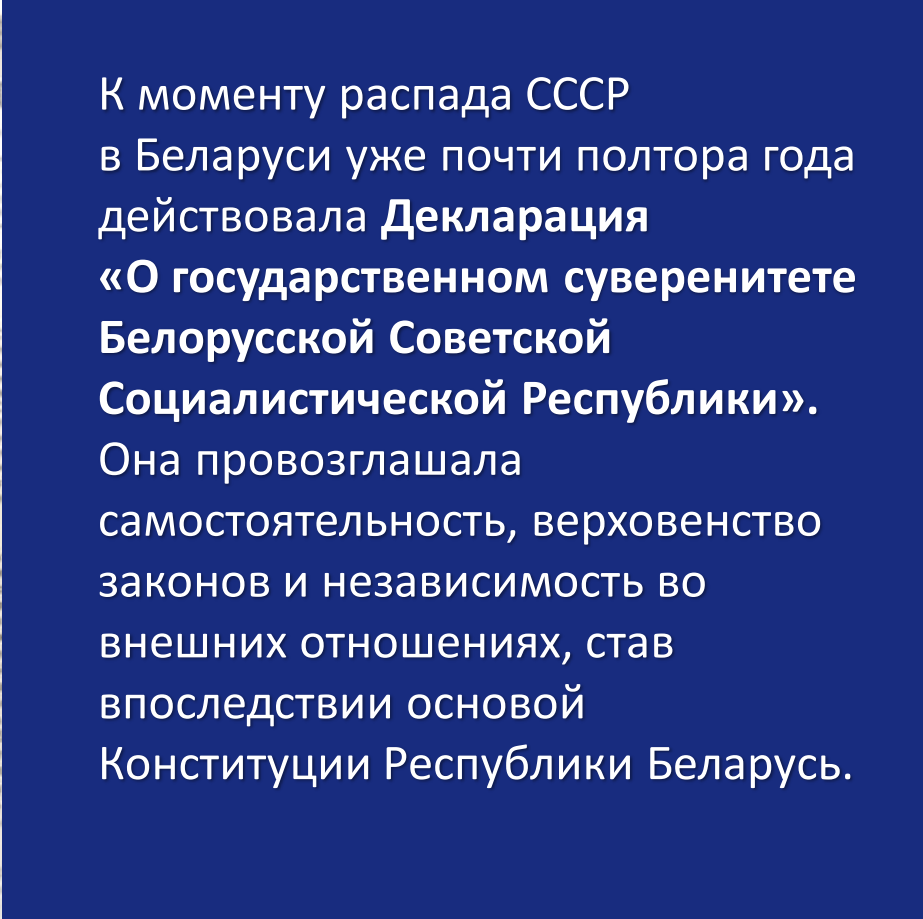 К моменту распада СССР
в Беларуси уже почти полтора года
действовала Декларация
«О государственном суверенитете
Белорусской Советской
Социалистической Республики».
Она провозглашала
самостоятельность, верховенство
законов и независимость во
внешних отношениях, став
впоследствии основой
Конституции Республики Беларусь.